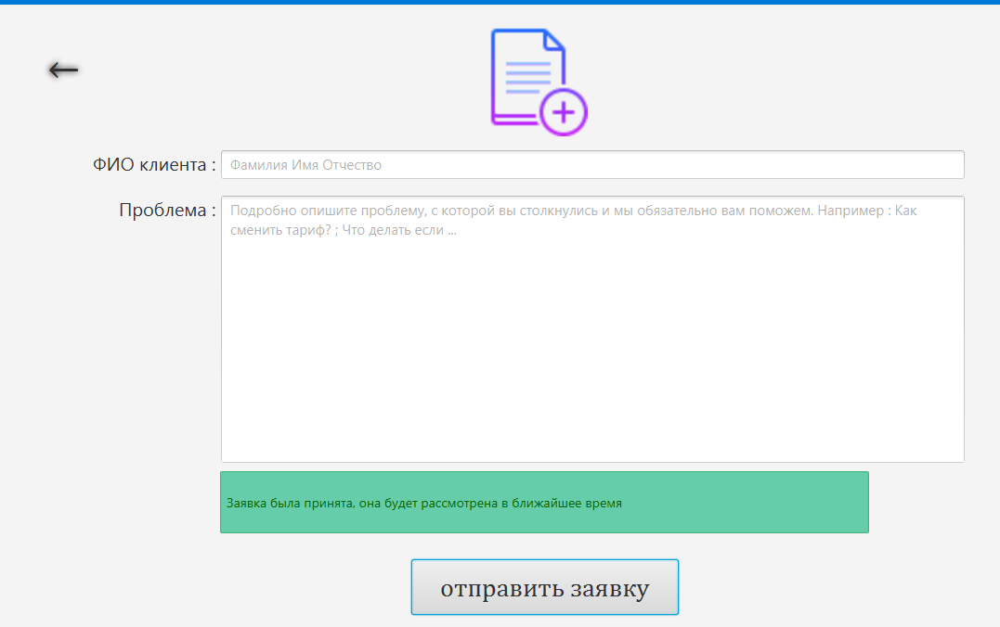 ФИО клиента :
Фамилия Имя Отчество
Проблема :
Подробно опишите проблему, с которой вы столкнулись и мы обязательно вам поможем. Например : Как
сменить тариф? ; Что делать если ...
Заявка была принята, она будет рассмотрена в ближайшее время
отправить заявку